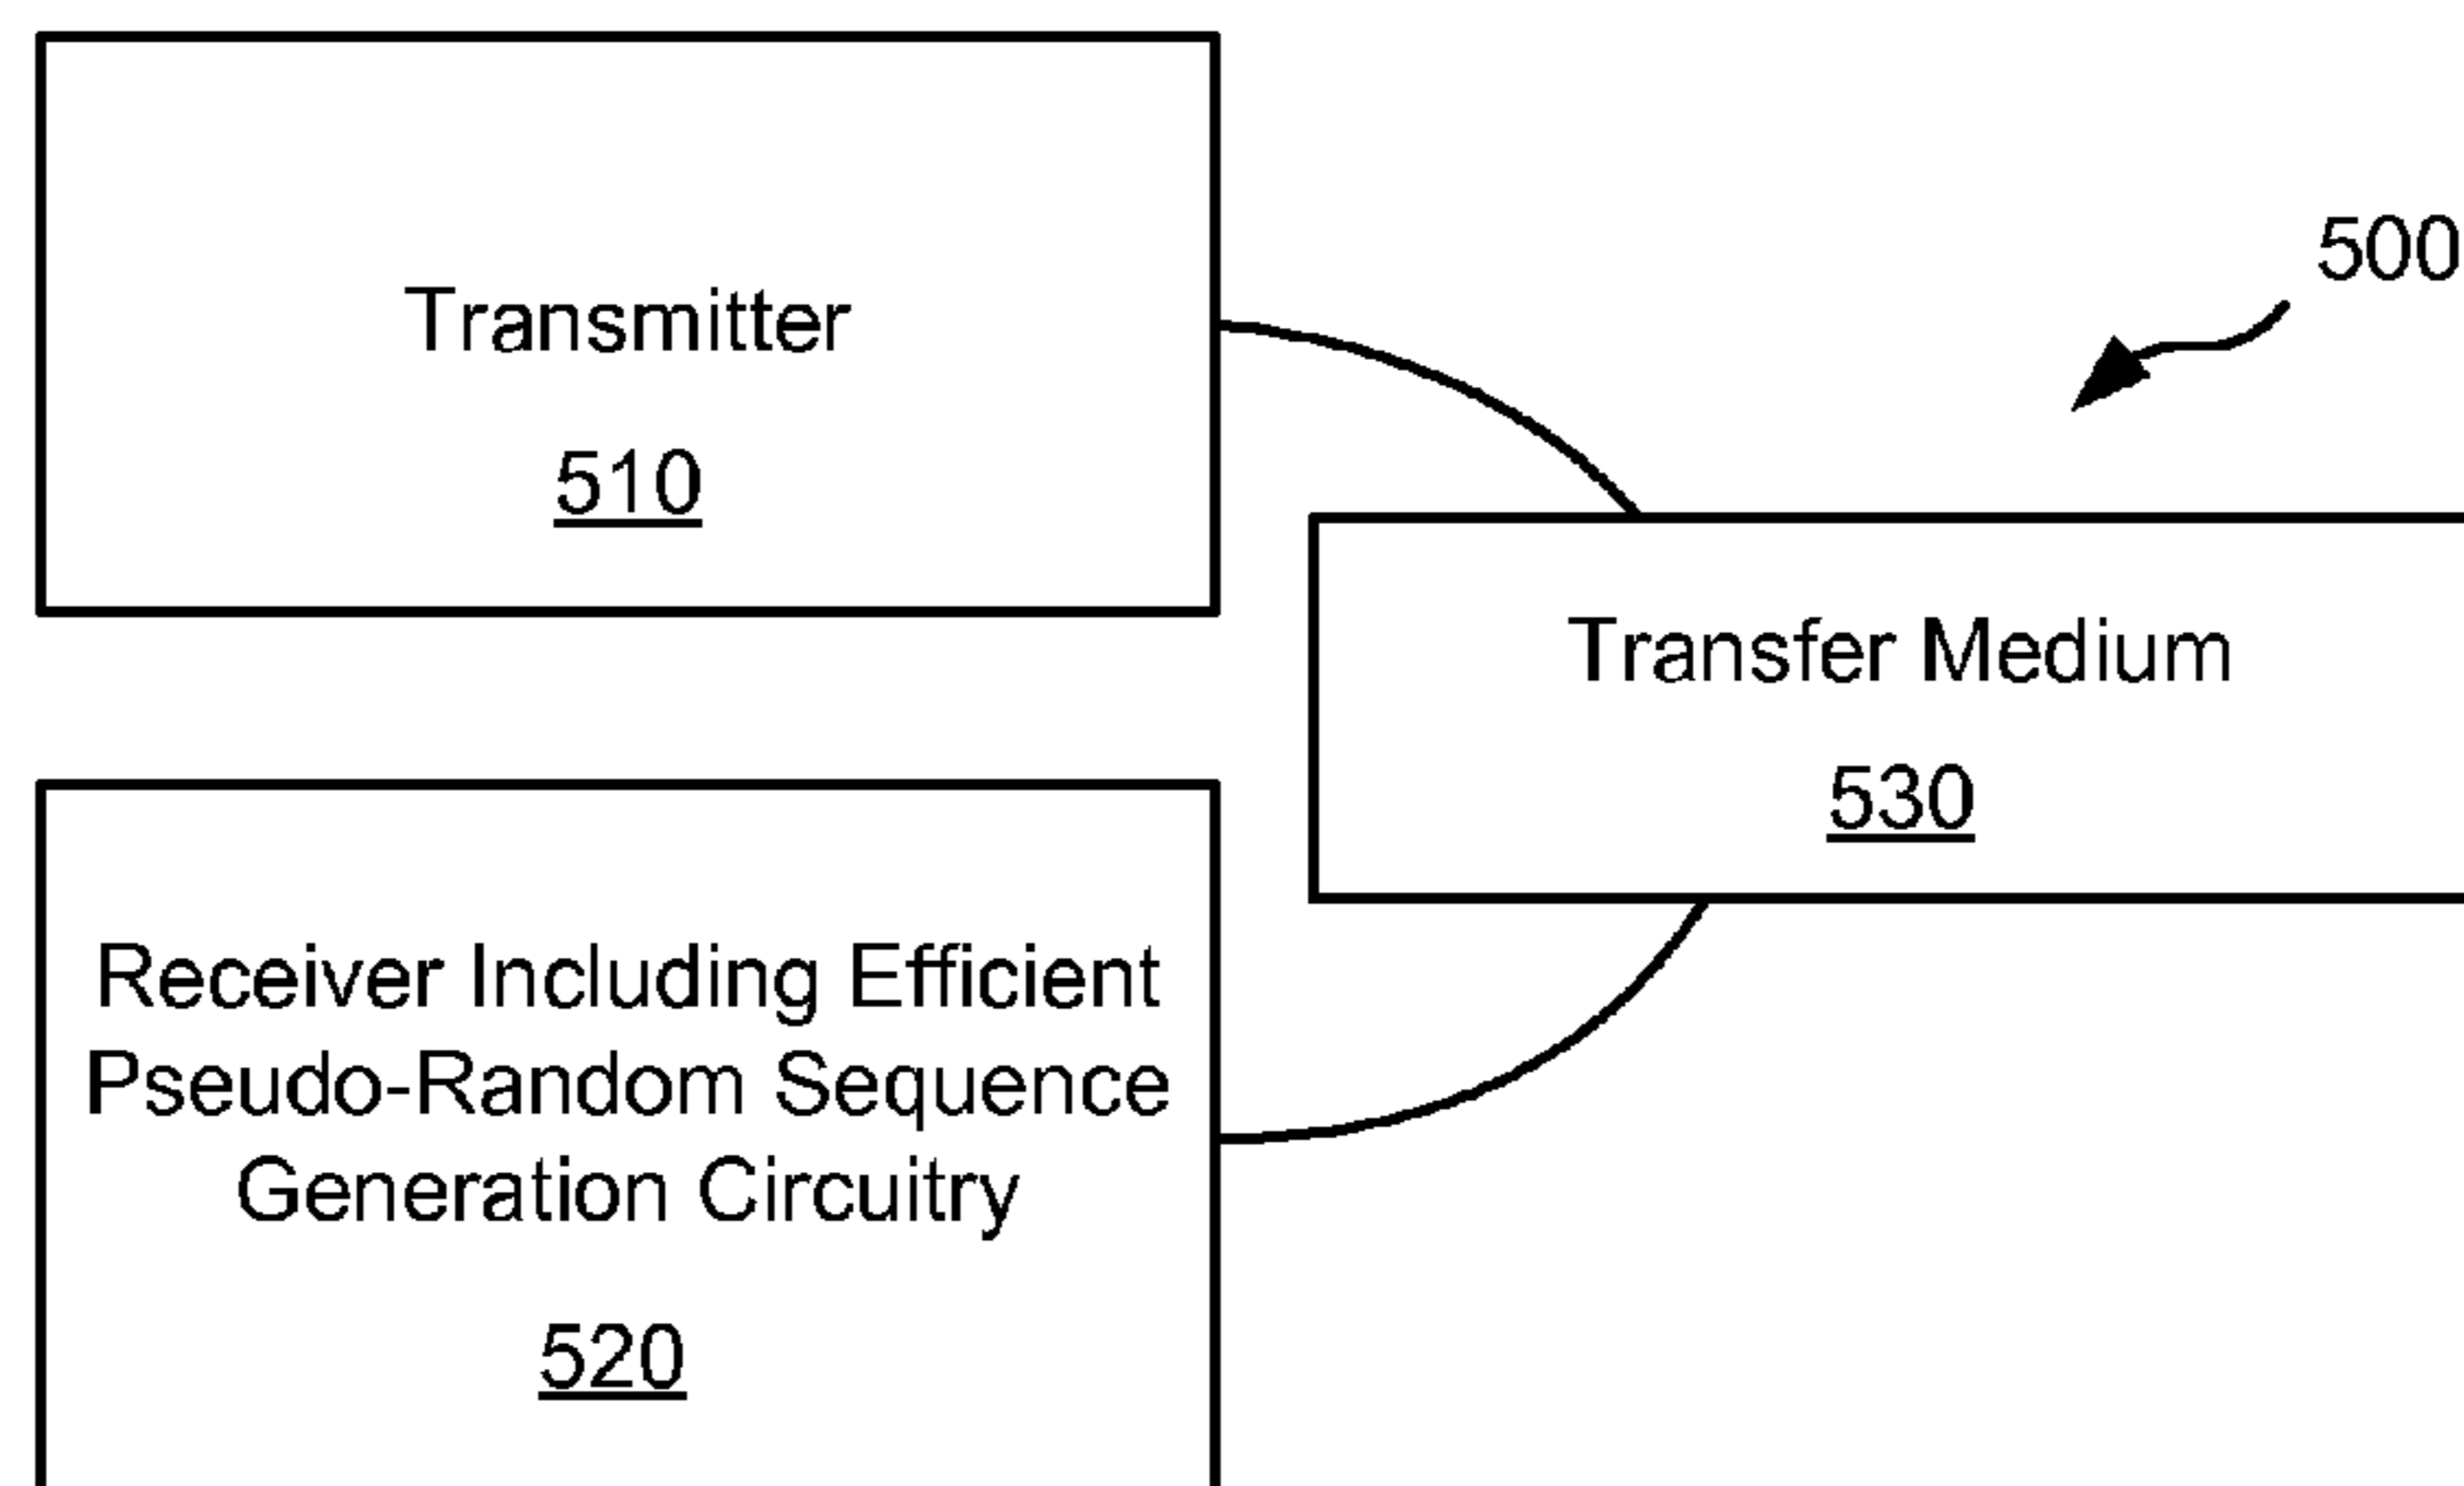 Transmitter
510
500
Transfer Medium
530
Receiver Including Efficient
Pseudo-Random Sequence
Generation Circuitry
520